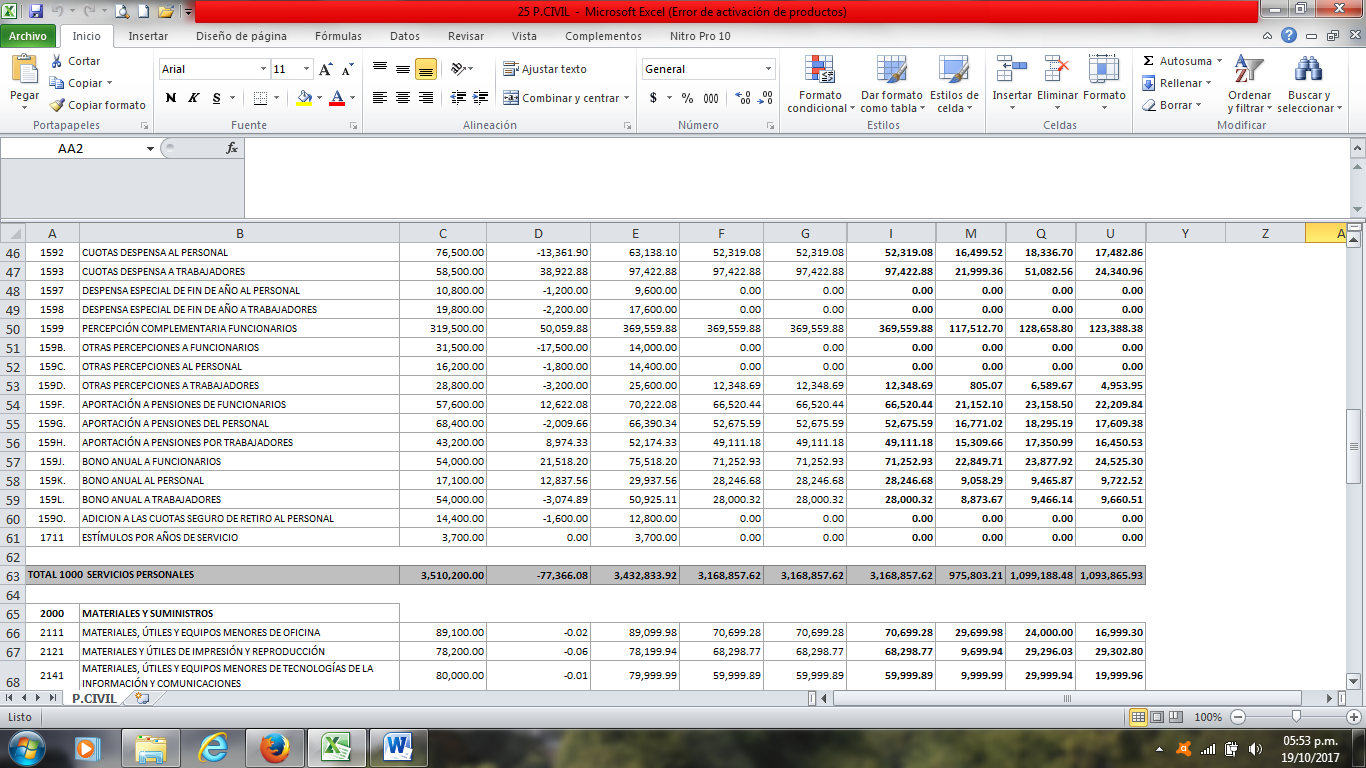 25 P.CIVIL - Microsoft Excel (Error de activación de productos)
Archivo Inicio Insertar Diseño de página Fórmulas Datos Revisar Vista Complementos Nitro Pro 10
Pegar
Cortar
Copiar
Copiar formato
Portapapeles
Arial 11
N K S
Fuente
Ajustar texto
Combinar y centrar
Alineación
General
$ % 000
Número
Formato condicional
Dar formato como tabla
Estilos de celda
Estilos
Insertar Eliminar Formato
Celdas
Σ Autosuma
Rellenar
Borrar
Ordenar y filtrar
Buscar y seleccionar
Modificar
AA2 fx
A B C D E F G I M Q U Y Z A
46 1592 CUOTAS DESPENSA AL PERSONAL 76,500.00 -13,361.90 63,138.10 52,319.08 52,319.08 52,319.08 16,499.52 18,336.70 17,482.86
47 1593 CUOTAS DESPENSA A TRABAJADORES 58,500.00 38,922.88 97,422.88 97,422.88 97,422.88 97,422.88 21,999.36 51,082.56 24,340.96
48 1597 DESPENSA ESPECIAL DE FIN DE AÑO AL PERSONAL 10,800.00 -1,200.00 9,600.00 0.00 0.00 0.00 0.00 0.00 0.00
49 1598 DESPENSA ESPECIAL DE FIN DE AÑO A TRABAJADORES 19,800.00 -2,200.00 17,600.00 0.00 0.00 0.00 0.00 0.00 0.00
50 1599 PERCEPCIÓN COMPLEMENTARIA FUNCIONARIOS 319,500.00 50,059.88 369,559.88 369,559.88 369,559.88 369,559.88 117,512.70 128,658.80 123,388.38
51 159B. OTRAS PERCEPCIONES A FUNCIONARIOS 31,500.00 -17,500.00 14,000.00 0.00 0.00 0.00 0.00 0.00 0.00
52 159C. OTRAS PERCEPCIONES AL PERSONAL 16,200.00 -1,800.00 14,400.00 0.00 0.00 0.00 0.00 0.00 0.00
53 159D. OTRAS PERCEPCIONES A TRABAJADORES 28,800.00 -3,200.00 25,600.00 12,348.69 12,348.69 12,348.69 805.07 6,589.67 4,953.95
54 159F. APORTACIÓN A PENSIONES DE FUNCIONARIOS 57,600.00 12,622.08 70,222.08 66,520.44 66,520.44 66,520.44 21,152.10 23,158.50 22,209.84
55 159G. APORTACIÓN A PENSIONES DEL PERSONAL 68,400.00 -2,009.66 66,390.34 52,675.59 52,675.59 52,675.59 16,771.02 18,295.19 17,609.38
56 159H. APORTACIÓN A PENSIONES POR TRABAJADORES 43,200.00 8,974.33 52,174.33 49,111.18 49,111.18 49,111.18 15,309.66 17,350.99 16,450.53
57 159J. BONO ANUAL A FUNCIONARIOS 54,000.00 21,518.20 75,518.20 71,252.93 71,252.93 71,252.93 22,849.71 23,877.92 24,525.30
58 159K. BONO ANUAL AL PERSONAL 17,100.00 12,837.56 29,937.56 28,246.68 28,246.68 28,246.68 9,058.29 9,465.87 9,722.52
59 159L. BONO ANUAL A TRABAJADORES 54,000.00 -3,074.89 50,925.11 28,000.32 28,000.32 28,000.32 8,873.67 9,466.14 9,660.51
60 159O. ADICION A LAS CUOTAS SEGURO DE RETIRO AL PERSONAL 14,400.00 -1,600.00 12,800.00 0.00 0.00 0.00 0.00 0.00 0.00
61 1711 ESTÍMULOS POR AÑOS DE SERVICIO 3,700.00 0.00 3,700.00 0.00 0.00 0.00 0.00 0.00 0.00
62
63 TOTAL 1000 SERVICIOS PERSONALES 3,510,200.00 -77,366.08 3,432,833.92 3,168,857.62 3,168,857.62 3,168,857.62 975,803.21 1,099,188.48 1,093,865.93
64
65 2000 MATERIALES Y SUMINISTROS
66 2111 MATERIALES, ÚTILES Y EQUIPOS MENORES DE OFICINA 89,100.00 -0.02 89,099.98 70,699.28 70,699.28 70,699.28 29,699.98 24,000.00 16,999.30
67 2121 MATERIALES Y ÚTILES DE IMPRESIÓN Y REPRODUCCIÓN 78,200.00 -0.06 78,199.94 68,298.77 68,298.77 68,298.77 9,699.94 29,296.03 29,302.80
68 2141 MATERIALES, ÚTILES Y EQUIPOS MENORES DE TECNOLOGÍAS DE LA INFORMACIÓN Y COMUNICACIONES 80,000.00 -0.01 79,999.99 59,999.89 59,999.89 59,999.89 9,999.99 29,999.94 19,999.96
P.CIVIL
Listo 100%
05:53 p.m.
19/10/2017